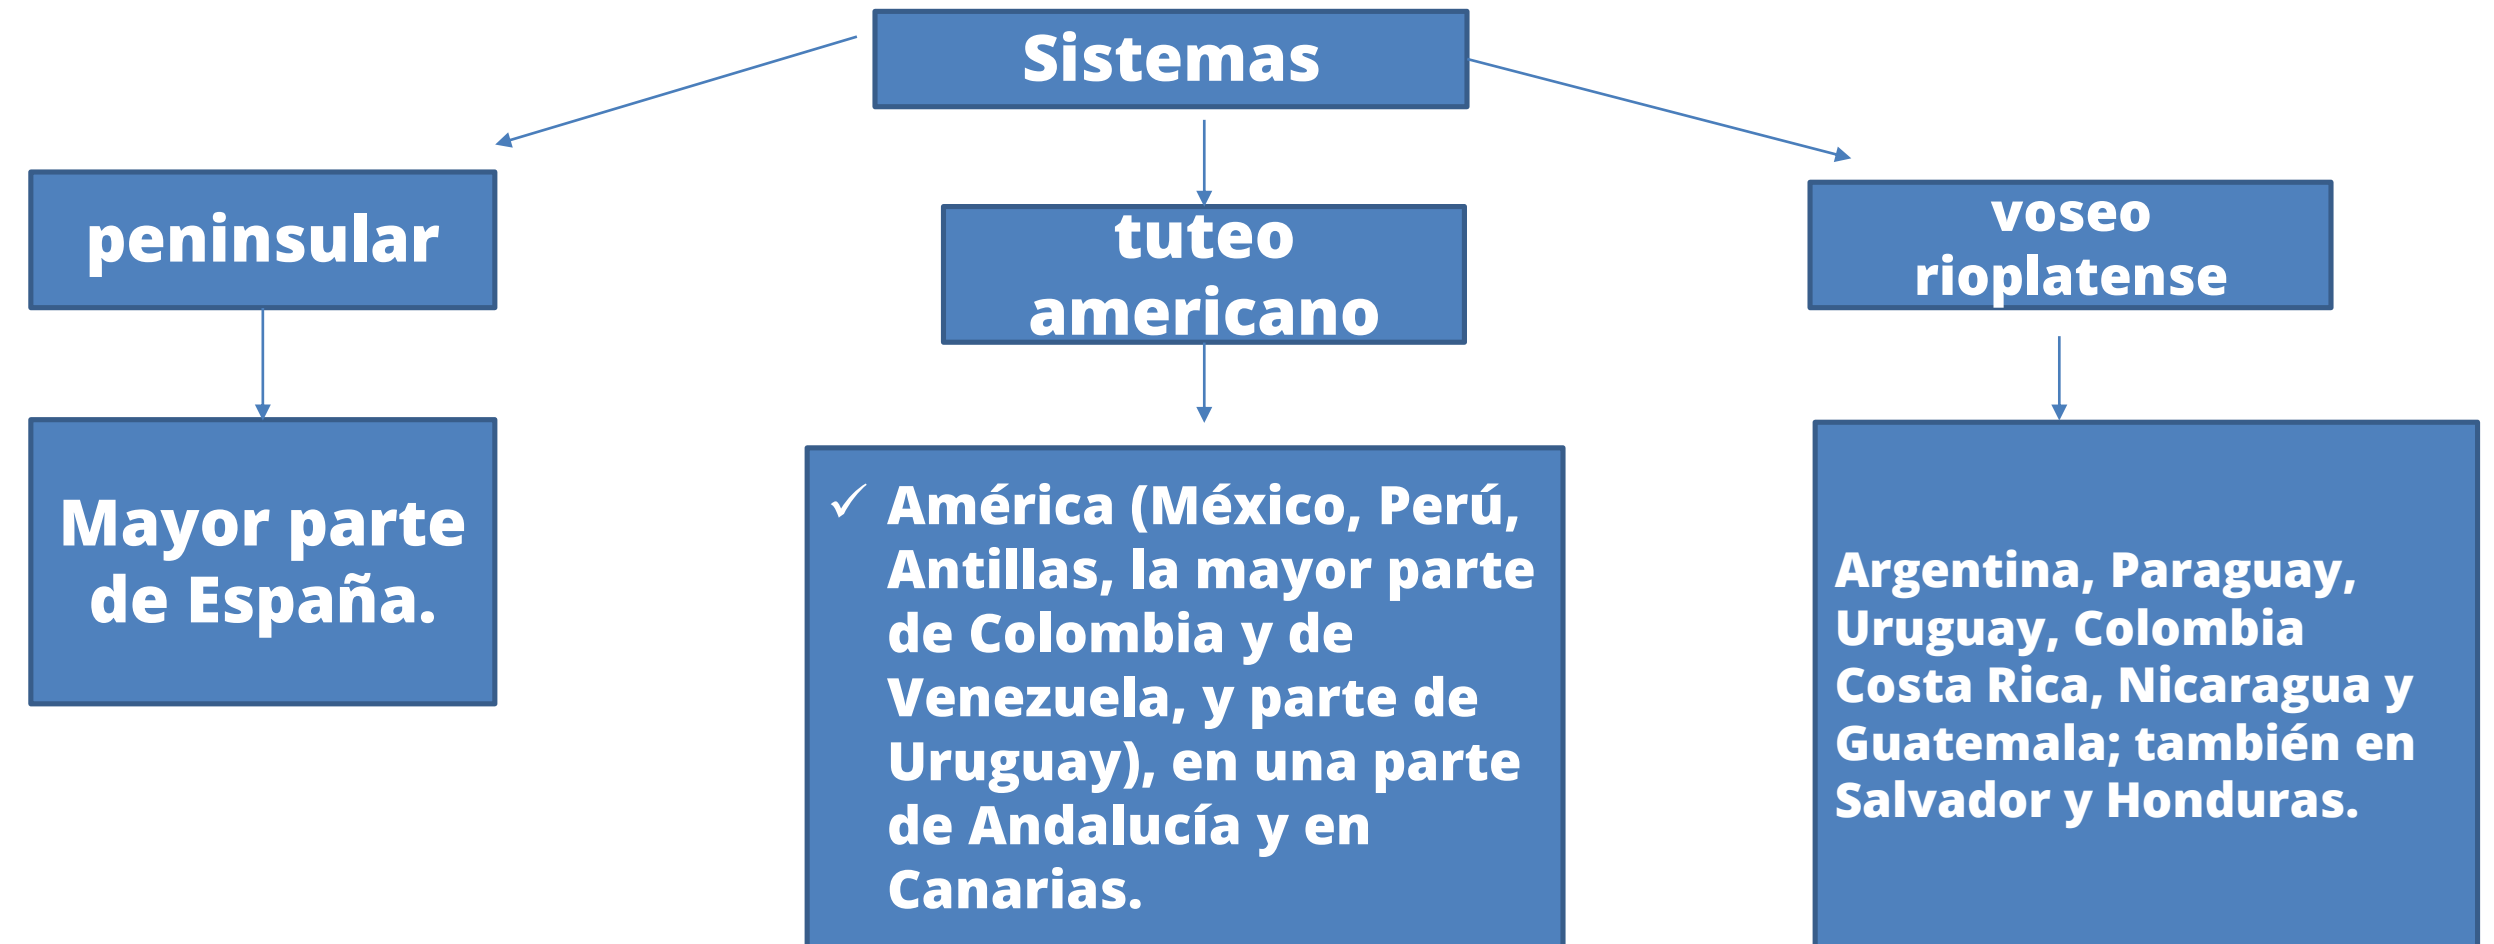 Sistemas
peninsular
tuteo
americano
voseo
rioplatense
Mayor parte
de España.
✓ América (México, Perú,
Antillas, la mayor parte
de Colombia y de
Venezuela, y parte de
Uruguay), en una parte
de Andalucía y en
Canarias.
Argentina, Paraguay,
Uruguay, Colombia
Costa Rica, Nicaragua y
Guatemala; también en
Salvador y Honduras.